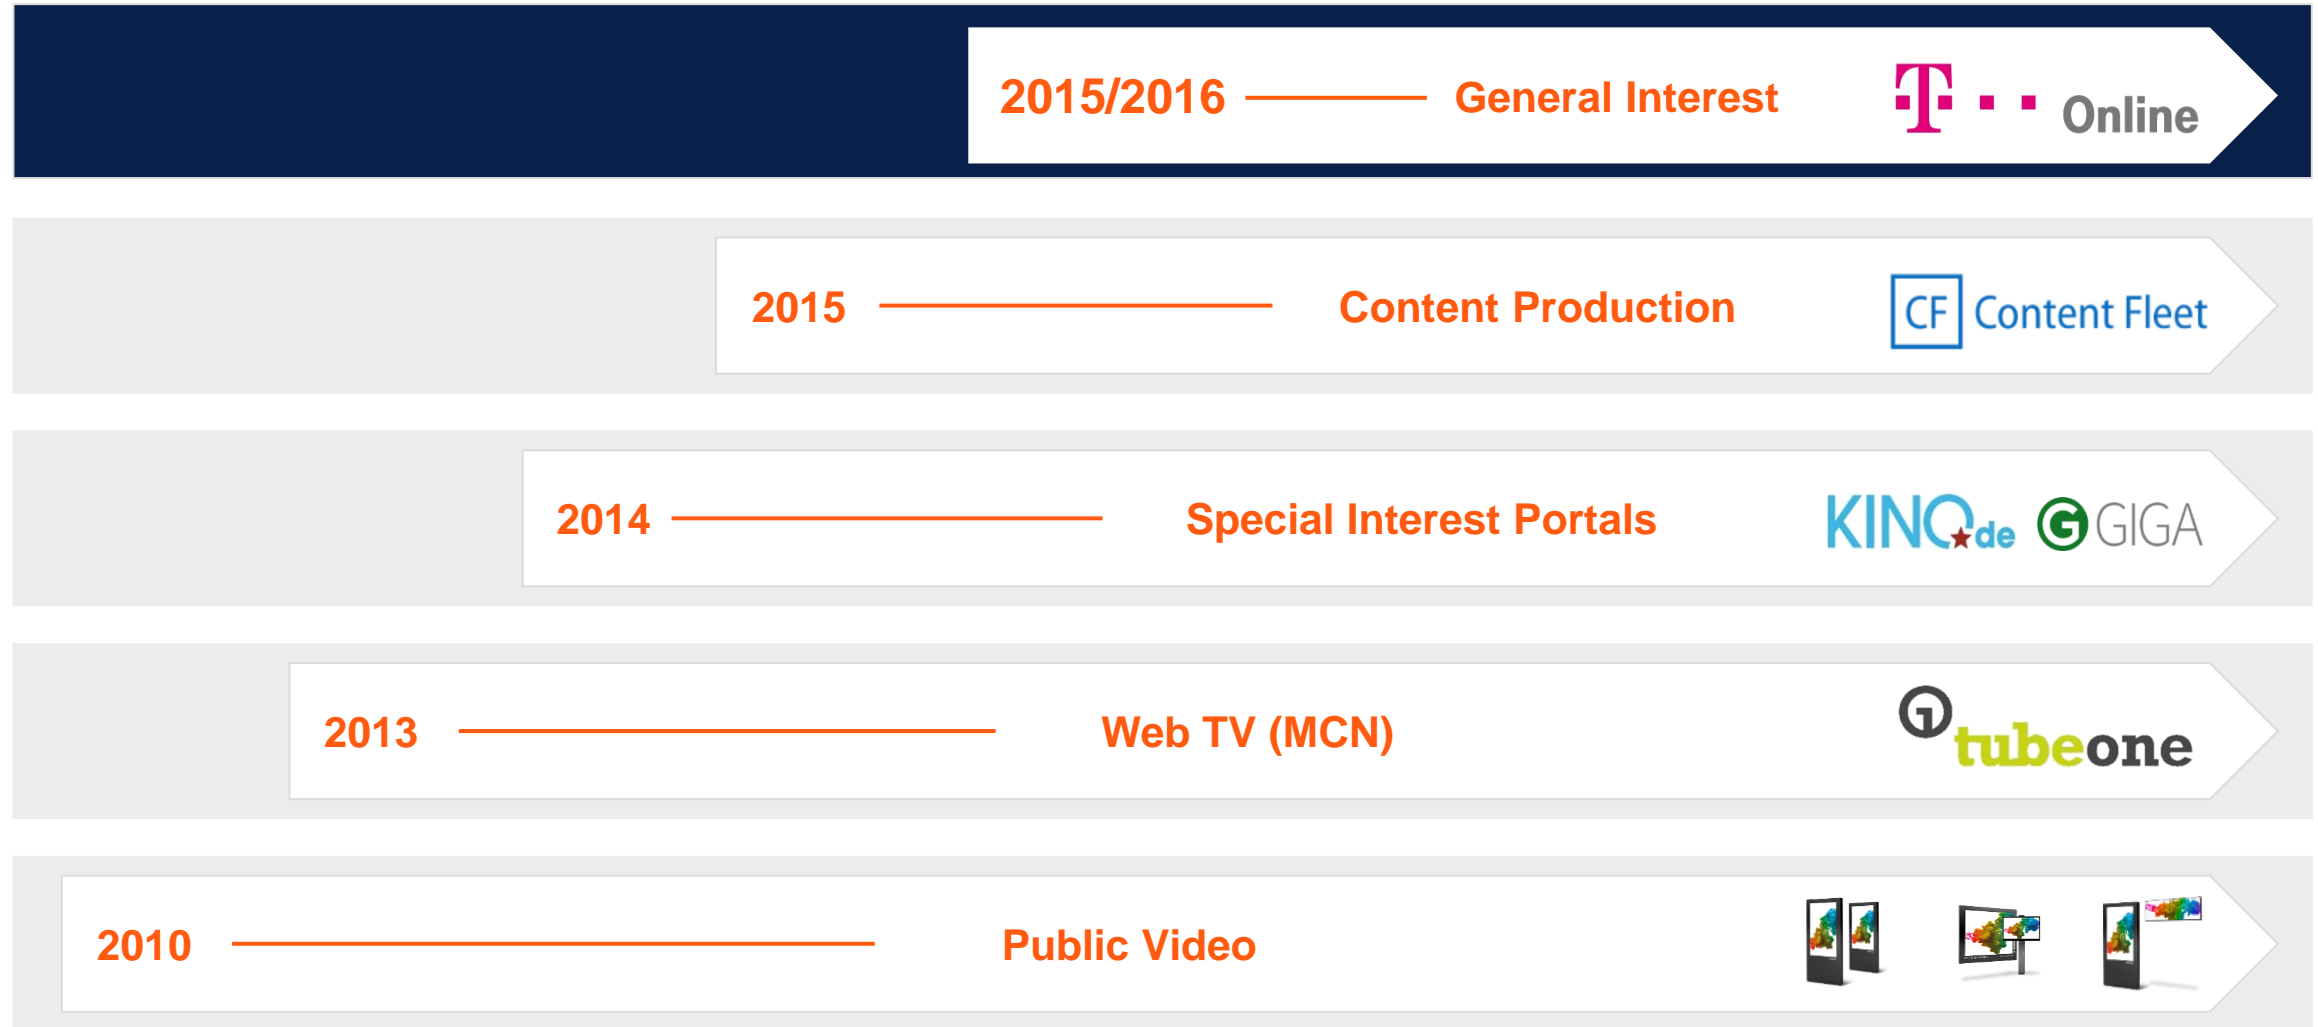 2015/2016 General Interest T Online
2015 Content Production CF Content Fleet
2014 Special Interest Portals KINO.de G GIGA
2013 Web TV (MCN) tubeone
2010 Public Video